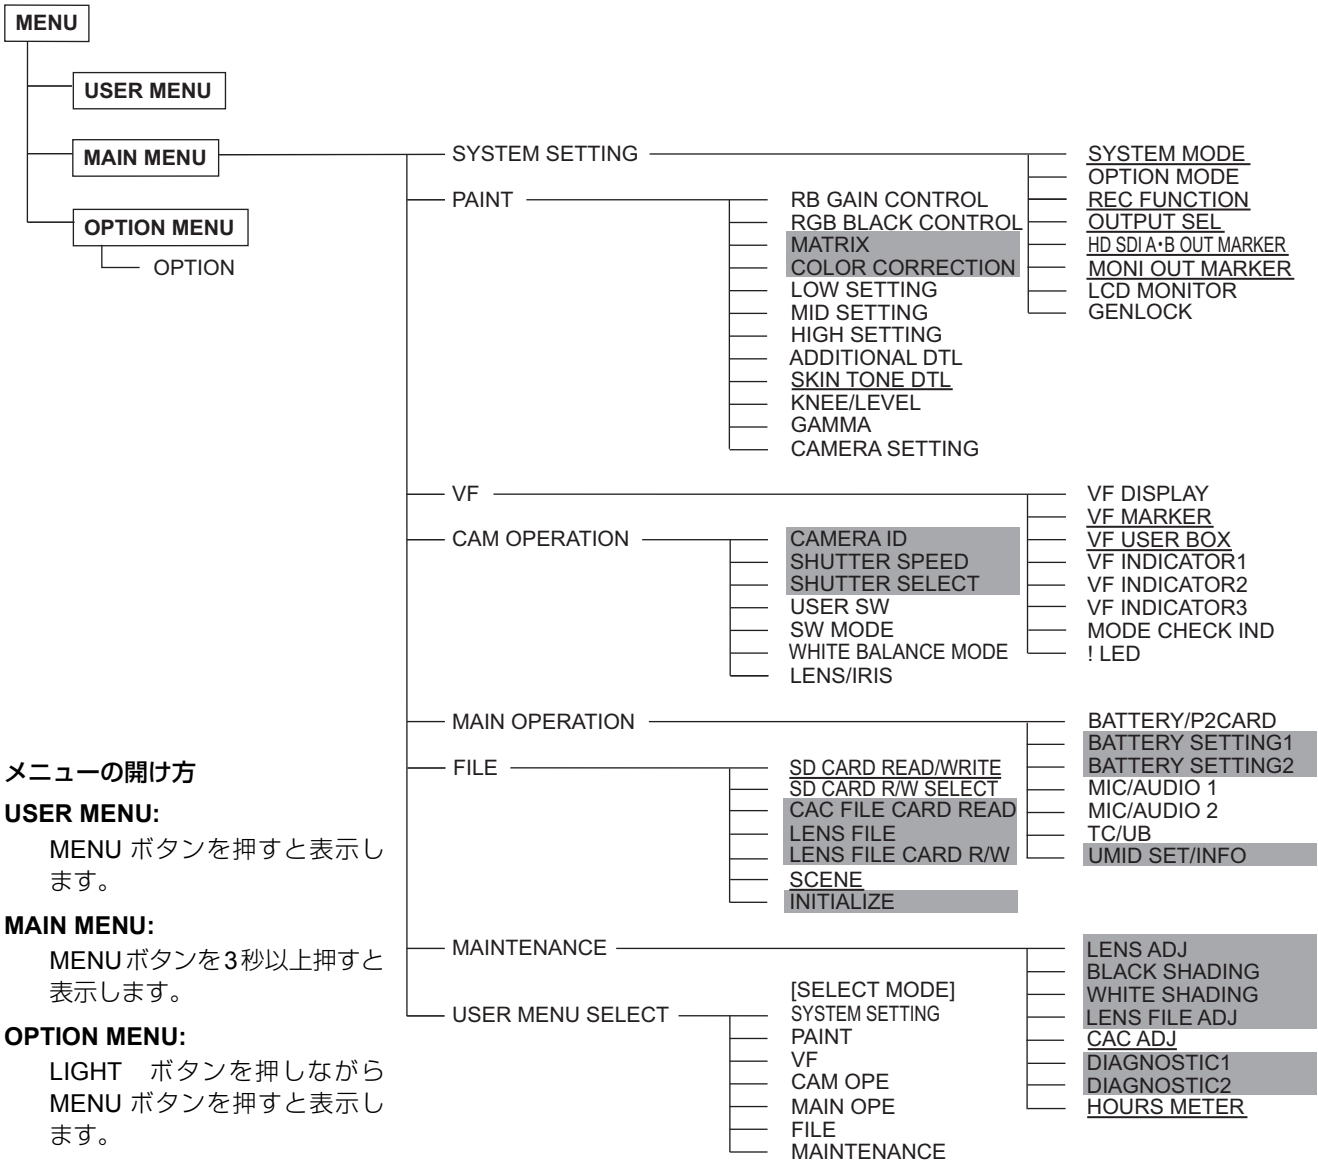 MENU
USER MENU
MAIN MENU
OPTION MENU
OPTION
SYSTEM SETTING
SYSTEM MODE
OPTION MODE
REC FUNCTION
OUTPUT SEL
HD SDI A・B OUT MARKER
MONI OUT MARKER
LCD MONITOR
GENLOCK
PAINT
RB GAIN CONTROL
RGB BLACK CONTROL
MATRIX
COLOR CORRECTION
LOW SETTING
MID SETTING
HIGH SETTING
ADDITIONAL DTL
SKIN TONE DTL
KNEE/LEVEL
GAMMA
CAMERA SETTING
VF
VF DISPLAY
VF MARKER
VF USER BOX
VF INDICATOR1
VF INDICATOR2
VF INDICATOR3
MODE CHECK IND
! LED
CAM OPERATION
CAMERA ID
SHUTTER SPEED
SHUTTER SELECT
USER SW
SW MODE
WHITE BALANCE MODE
LENS/IRIS
MAIN OPERATION
BATTERY/P2CARD
BATTERY SETTING1
BATTERY SETTING2
MIC/AUDIO 1
MIC/AUDIO 2
TC/UB
UMID SET/INFO
FILE
SD CARD READ/WRITE
SD CARD R/W SELECT
CAC FILE CARD READ
LENS FILE
LENS FILE CARD R/W
SCENE
INITIALIZE
MAINTENANCE
LENS ADJ
BLACK SHADING
WHITE SHADING
LENS FILE ADJ
CAC ADJ
DIAGNOSTIC1
DIAGNOSTIC2
HOURS METER
USER MENU SELECT
[SELECT MODE]
SYSTEM SETTING
PAINT
VF
CAM OPE
MAIN OPE
FILE
MAINTENANCE
メニューの開け方
USER MENU:
MENU ボタンを押すと表示し
ます。
MAIN MENU:
MENUボタンを3秒以上押すと
表示します。
OPTION MENU:
LIGHT ボタンを押しながら
MENU ボタンを押すと表示し
ます。